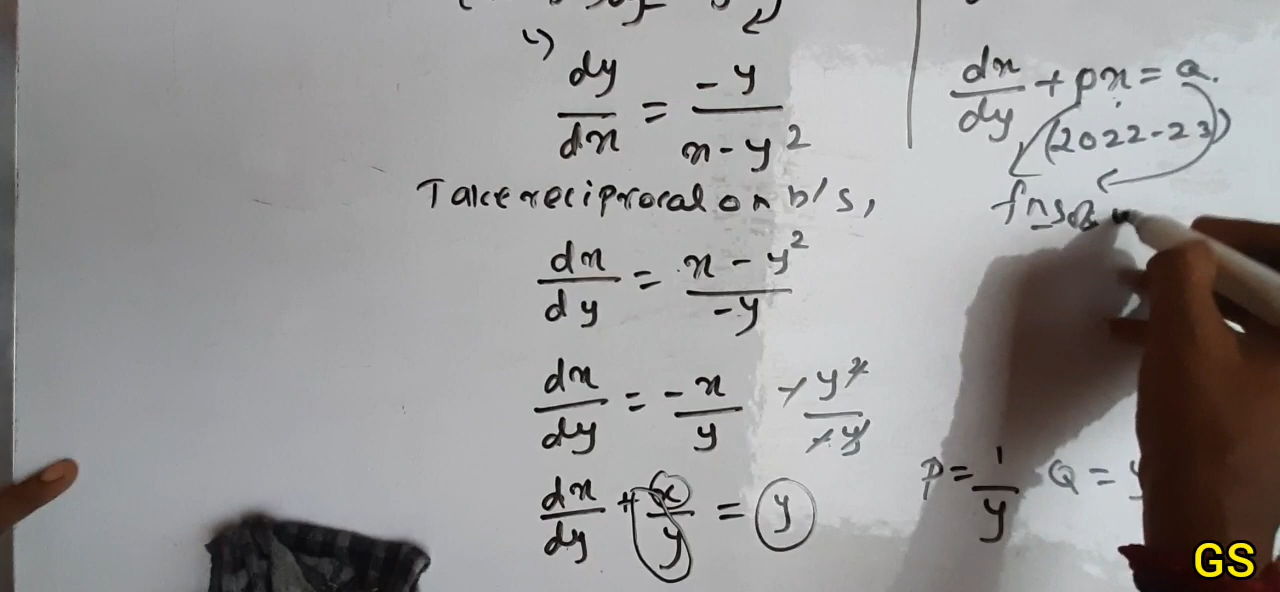 dy/dx = -y/(x-y²)
Take reciprocal on b/s,
dx/dy = (x-y²)/-y
dx/dy = -x/y -y²/-y
dx/dy + x/y = y
dx/dy + px = Q.
(2022-23)
P = 1/y Q = y
GS